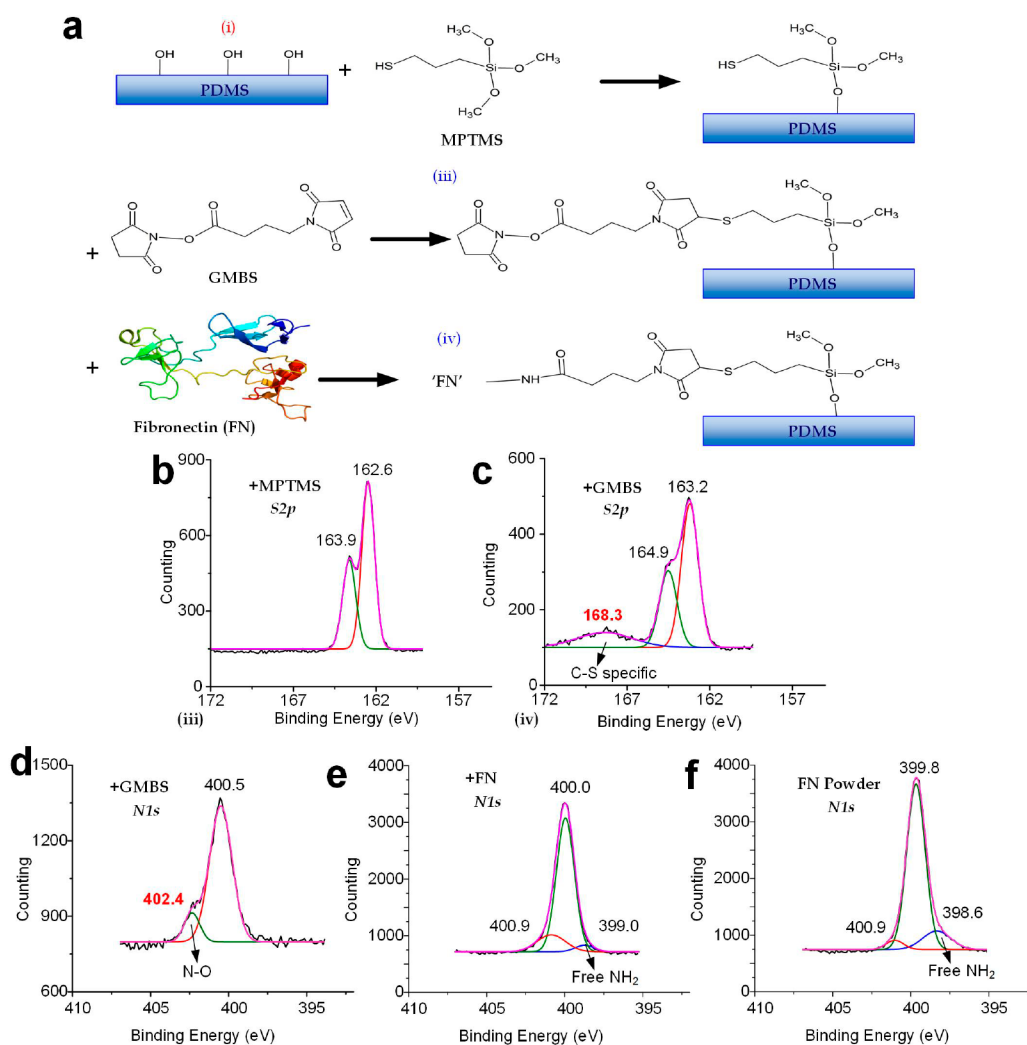 a
(i)
OH OH OH
PDMS
+
HS
Si
O
CH3
O
CH3
O
H3C
MPTMS
HS
Si
O
H3C
O
CH3
O
PDMS
(iii)
+
O
N
O
O
O
N
O
O
GMBS
O
N
O
O
O
N
O
O
S
Si
O
H3C
O
CH3
O
PDMS
+
Fibronectin (FN)
(iv)
'FN'
NH
O
N
O
O
S
Si
O
H3C
O
CH3
O
PDMS
b
+MPTMS
S2p
162.6
163.9
900
600
300
0
Counting
172 167 162 157
Binding Energy (eV)
(iii)
c
+GMBS
S2p
163.2
164.9
168.3
C-S specific
600
400
200
0
Counting
172 167 162 157
Binding Energy (eV)
(iv)
d
+GMBS
N1s
400.5
402.4
N-O
1500
1200
900
600
Counting
410 405 400 395
Binding Energy (eV)
e
+FN
N1s
400.0
400.9
399.0
Free NH2
4000
3000
2000
1000
0
Counting
410 405 400 395
Binding Energy (eV)
f
FN Powder
N1s
399.8
400.9
398.6
Free NH2
4000
3000
2000
1000
0
Counting
410 405 400 395
Binding Energy (eV)